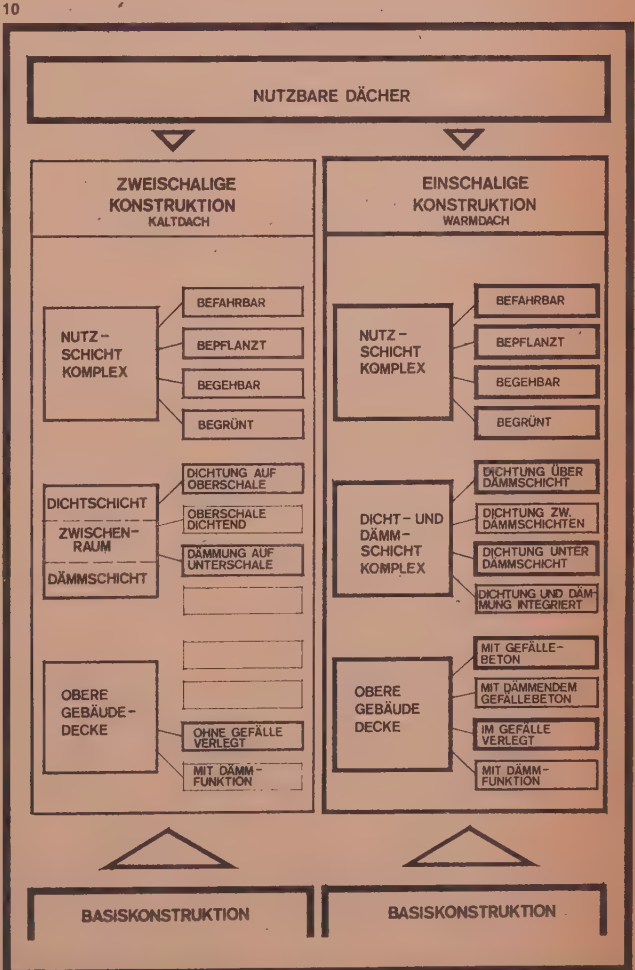 10
NUTZBARE DÄCHER
ZWEISCHALIGE
KONSTRUKTION
KALTDACH
NUTZ-
SCHICHT
KOMPLEX
BEFAHRBAR
BEPFLANZT
BEGEHBAR
BEGRÜNT
DICHTSCHICHT
ZWISCHEN-
RAUM
DÄMMSCHICHT
DICHTUNG AUF
OBERSCHALE
OBERSCHALE
DICHTEND
DÄMMUNG AUF
UNTERSCHALE
OBERE
GEBÄUDE-
DECKE
OHNE GEFÄLLE
VERLEGT
MIT DÄMM-
FUNKTION
BASISKONSTRUKTION
EINSCHALIGE
KONSTRUKTION
WARMDACH
NUTZ-
SCHICHT
KOMPLEX
BEFAHRBAR
BEPFLANZT
BEGEHBAR
BEGRÜNT
DICHT- UND
DÄMM-
SCHICHT
KOMPLEX
DICHTUNG ÜBER
DÄMMSCHICHT
DICHTUNG ZW.
DÄMMSCHICHTEN
DICHTUNG UNTER
DÄMMSCHICHT
DICHTUNG UND DÄM-
MUNG INTEGRIERT
OBERE
GEBÄUDE
DECKE
MIT GEFÄLLE-
BETON
MIT DÄMMENDEM
GEFÄLLEBETON
IM GEFÄLLE
VERLEGT
MIT DÄMM-
FUNKTION
BASISKONSTRUKTION